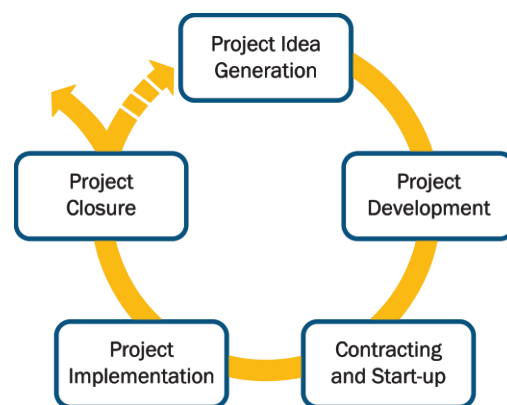 Project Idea
Generation
Project
Development
Contracting
and Start-up
Project
Implementation
Project
Closure